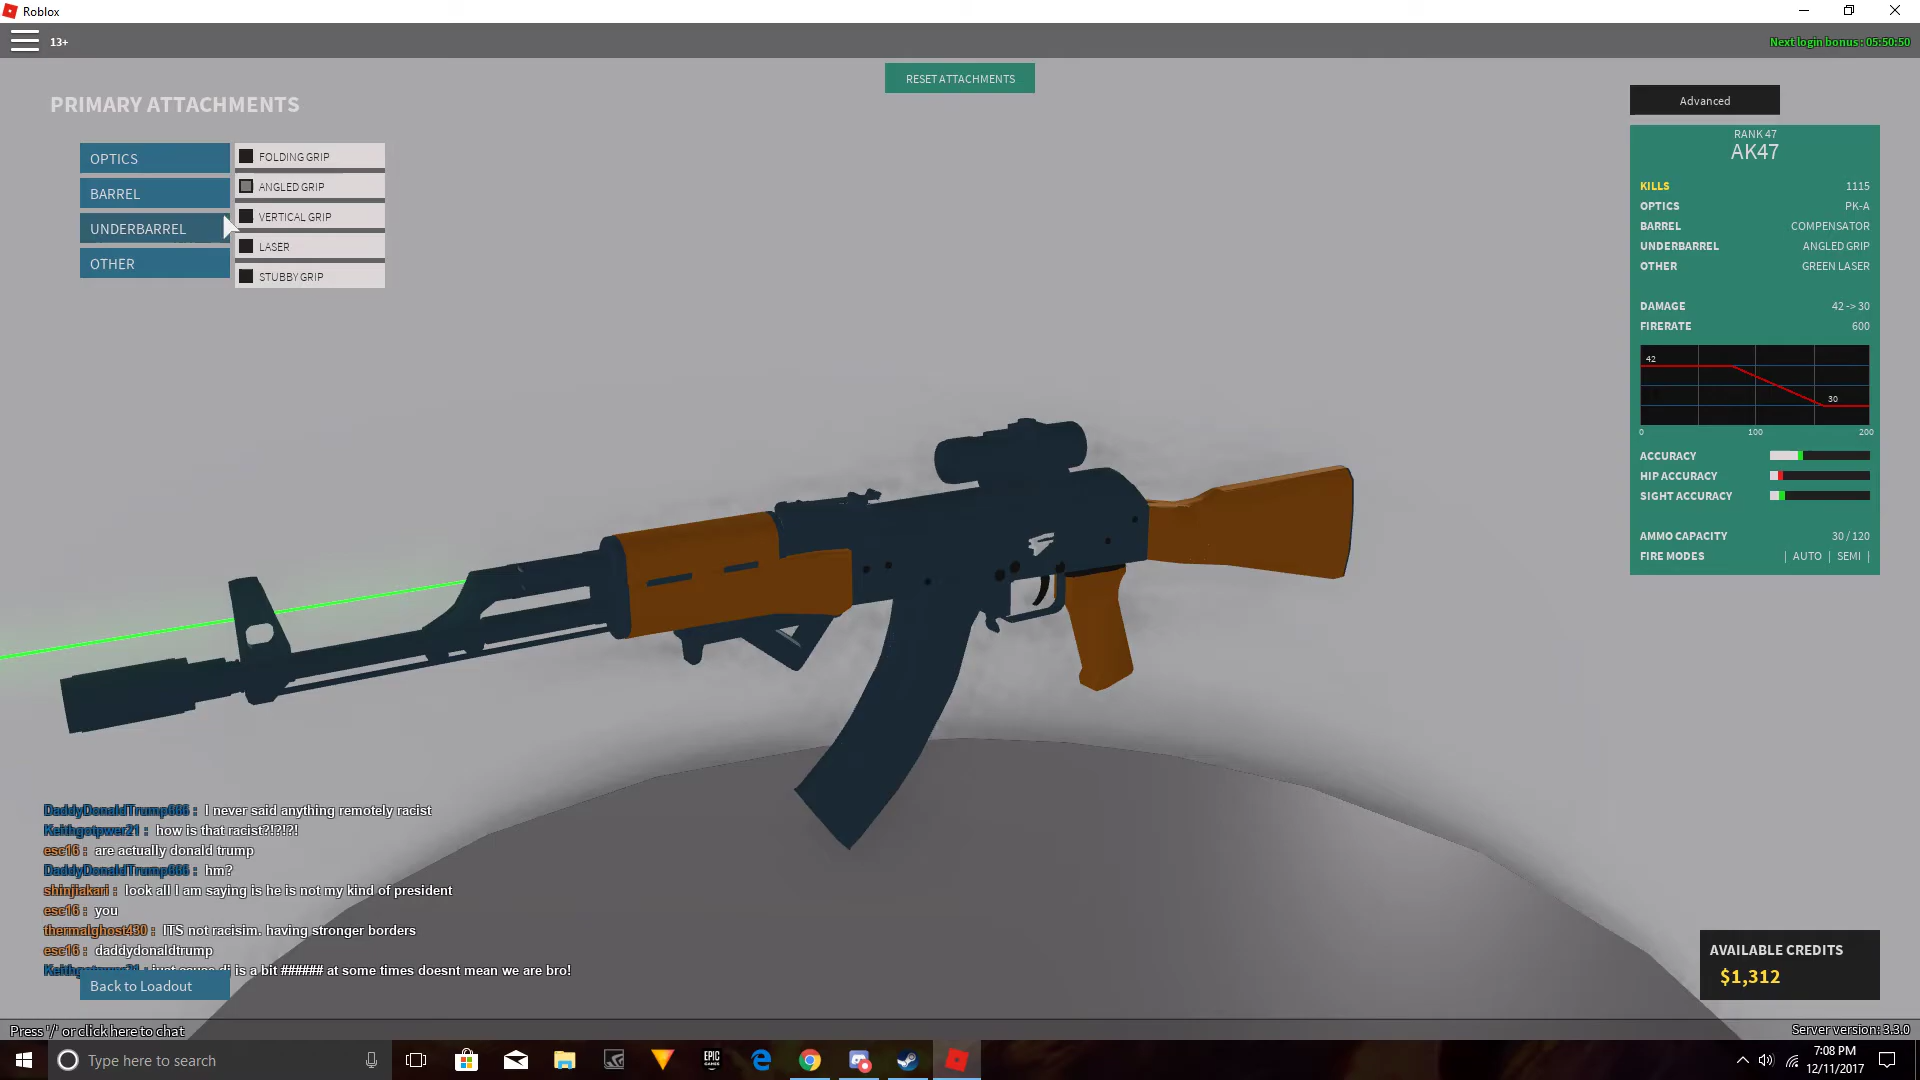 Roblox
13+
Next login bonus : 05:50:50
RESET ATTACHMENTS
PRIMARY ATTACHMENTS
OPTICS
BARREL
UNDERBARREL
OTHER
FOLDING GRIP
ANGLED GRIP
VERTICAL GRIP
LASER
STUBBY GRIP
Advanced
RANK 47
AK47
KILLS 1115
OPTICS PK-A
BARREL COMPENSATOR
UNDERBARREL ANGLED GRIP
OTHER GREEN LASER
DAMAGE 42 -> 30
FIRERATE 600
42
30
0 100 200
ACCURACY
HIP ACCURACY
SIGHT ACCURACY
AMMO CAPACITY 30 / 120
FIRE MODES | AUTO | SEMI |
DaddyDonaldTrump666 : I never said anything remotely racist
Keithgotpwer21 : how is that racist?!?!?!
esc16 : are actually donald trump
DaddyDonaldTrump666 : hm?
shinjiakari : look all I am saying is he is not my kind of president
esc16 : you
thermalghost430 : ITS not racisim. having stronger borders
esc16 : daddydonaldtrump
is a bit ###### at some times doesnt mean we are bro!
Back to Loadout
AVAILABLE CREDITS
$1,312
Press '/' or click here to chat
Server version: 3.3.0
Type here to search
EPIC GAMES
7:08 PM
12/11/2017